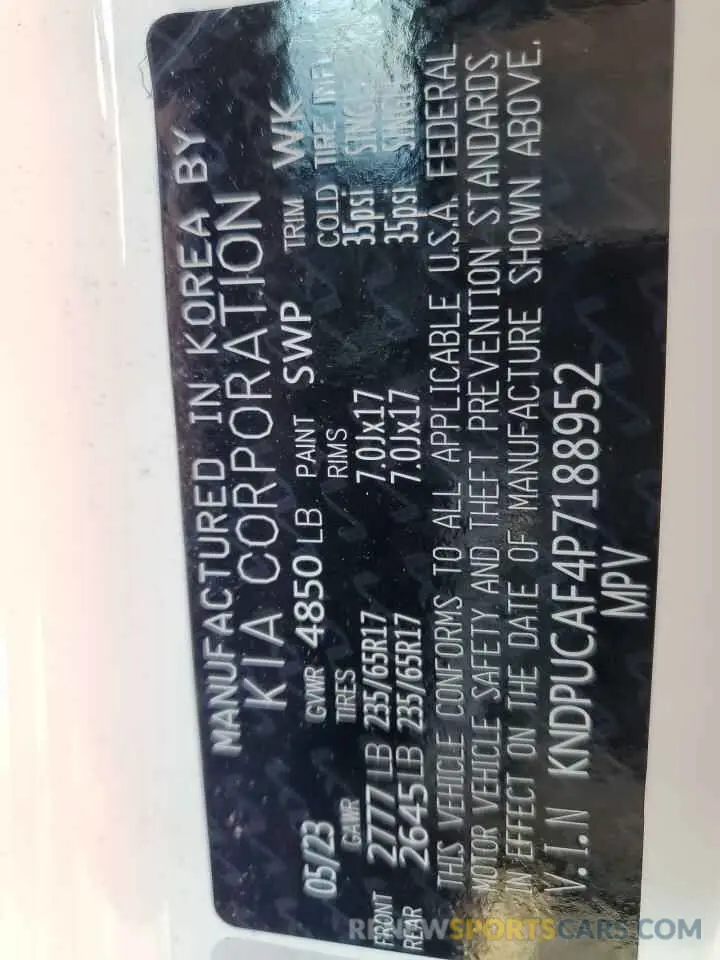 MANUFACTURED IN KOREA BY
KIA CORPORATION
05/23 GVWR 4850 LB PAINT SWP TRIM WK
GAWR TIRES RIMS COLD TIRE INFL
FRONT 2777 LB 235/65R17 7.0Jx17 35psi
REAR 2645 LB 235/65R17 7.0Jx17 35psi
THIS VEHICLE CONFORMS TO ALL APPLICABLE U.S.A. FEDERAL
MOTOR VEHICLE SAFETY AND THEFT PREVENTION STANDARDS
IN EFFECT ON THE DATE OF MANUFACTURE SHOWN ABOVE.
V.I.N KNDPUCAF4P7188952
MPV
RENEWSPORTSCARS.COM